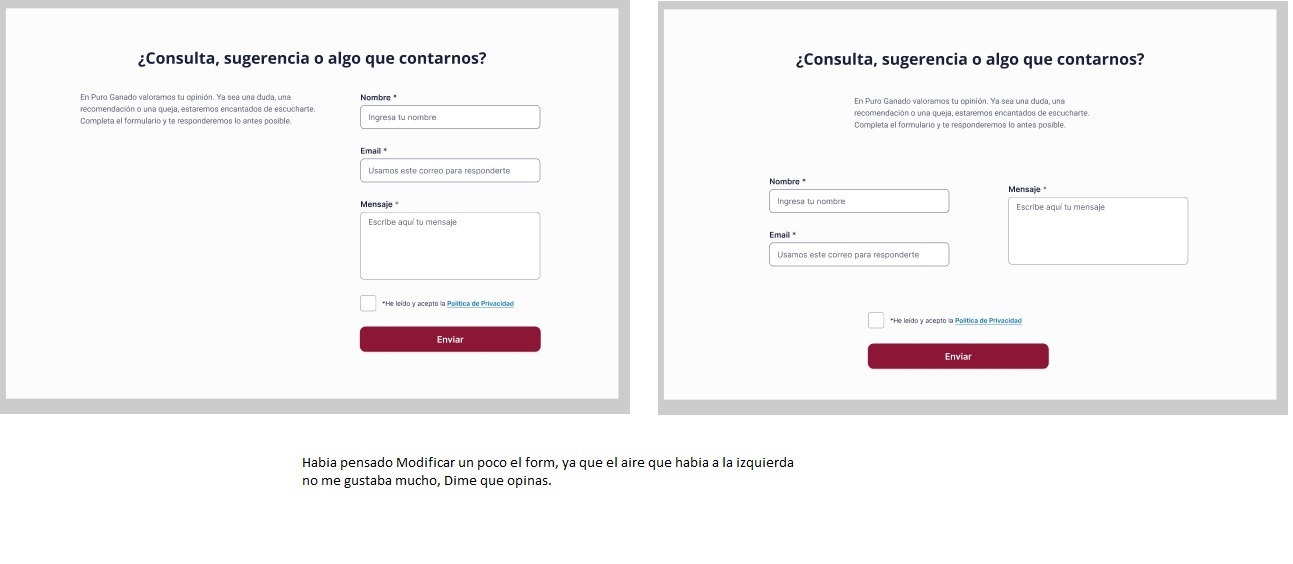 ¿Consulta, sugerencia o algo que contarnos?
En Puro Ganado valoramos tu opinión. Ya sea una duda, una
recomendación o una queja, estaremos encantados de escucharte.
Completa el formulario y te responderemos lo antes posible.
Nombre *
Ingresa tu nombre
Email *
Usamos este correo para responderte
Mensaje *
Escribe aquí tu mensaje
*He leído y acepto la Política de Privacidad
Enviar
¿Consulta, sugerencia o algo que contarnos?
En Puro Ganado valoramos tu opinión. Ya sea una duda, una
recomendación o una queja, estaremos encantados de escucharte.
Completa el formulario y te responderemos lo antes posible.
Nombre *
Ingresa tu nombre
Email *
Usamos este correo para responderte
Mensaje *
Escribe aquí tu mensaje
*He leído y acepto la Política de Privacidad
Enviar
Habia pensado Modificar un poco el form, ya que el aire que habia a la izquierda
no me gustaba mucho, Dime que opinas.